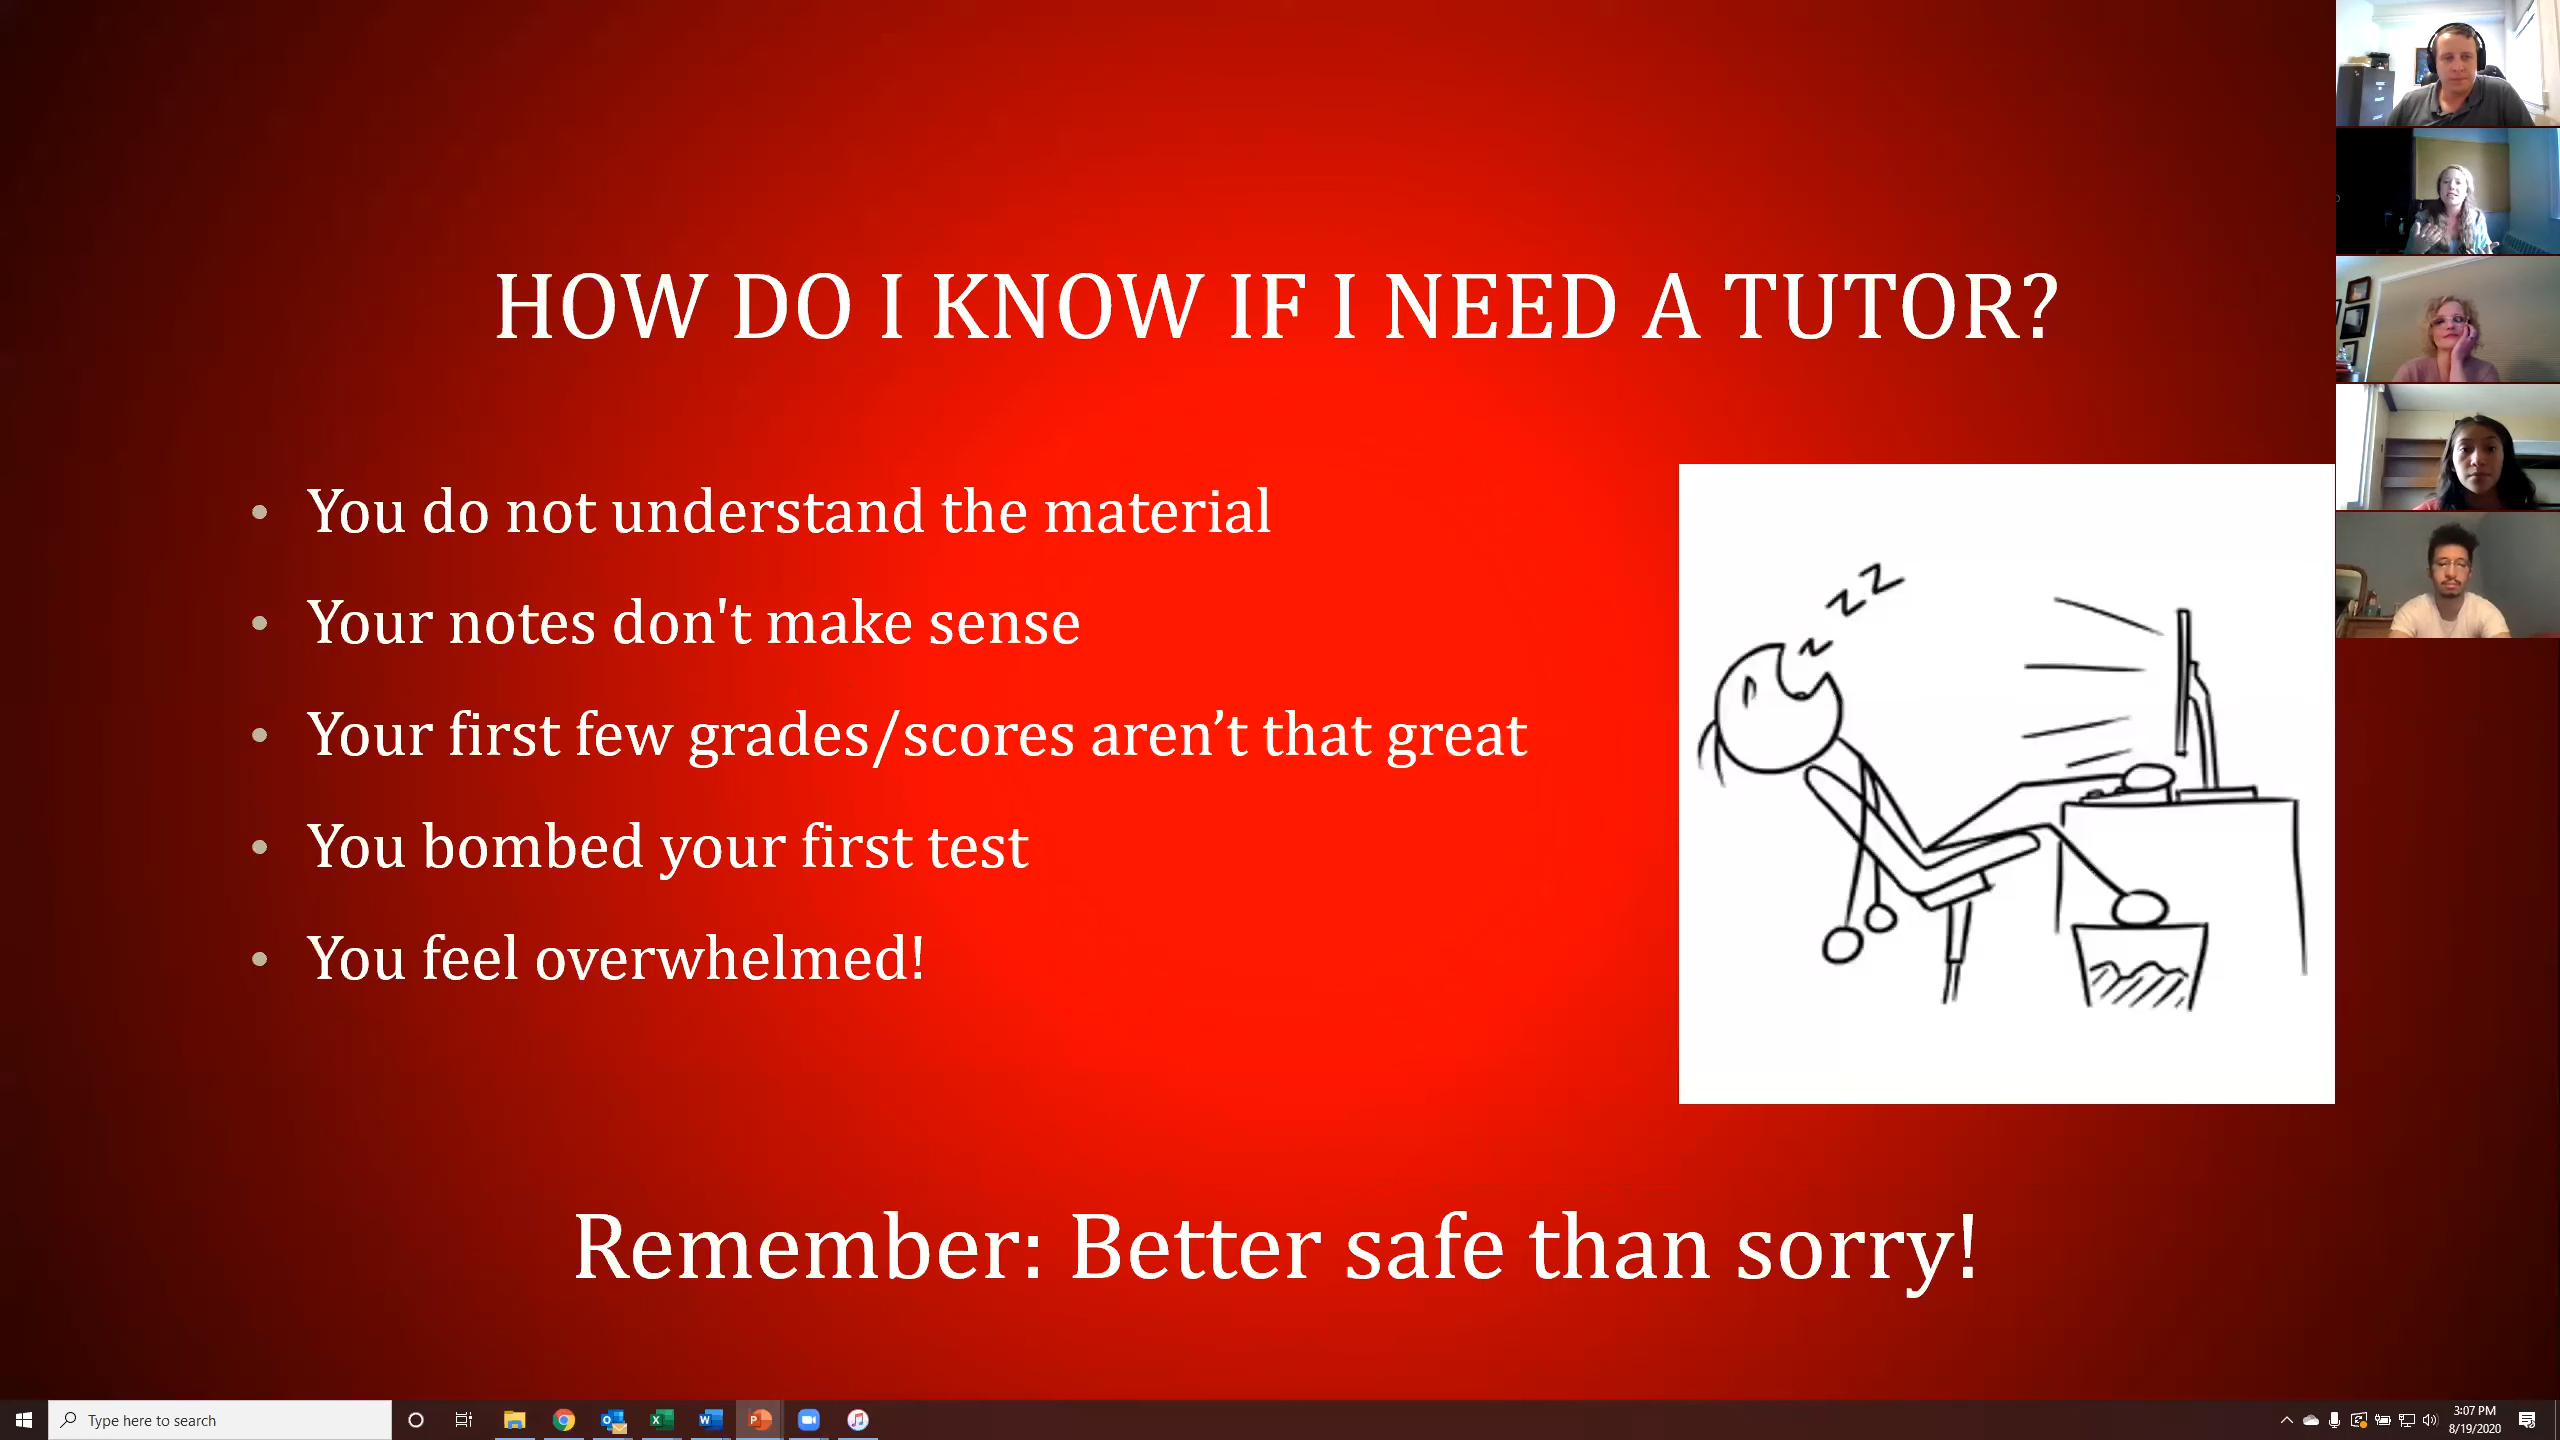 HOW DO I KNOW IF I NEED A TUTOR?
• You do not understand the material
• Your notes don't make sense
• Your first few grades/scores aren’t that great
• You bombed your first test
• You feel overwhelmed!
z z z
Remember: Better safe than sorry!
Type here to search
3:07 PM
8/19/2020